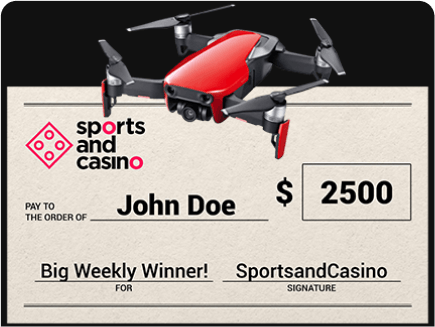 sports
and
casino
PAY TO
THE ORDER OF
John Doe
$ 2500
Big Weekly Winner!
FOR
SportsandCasino
SIGNATURE